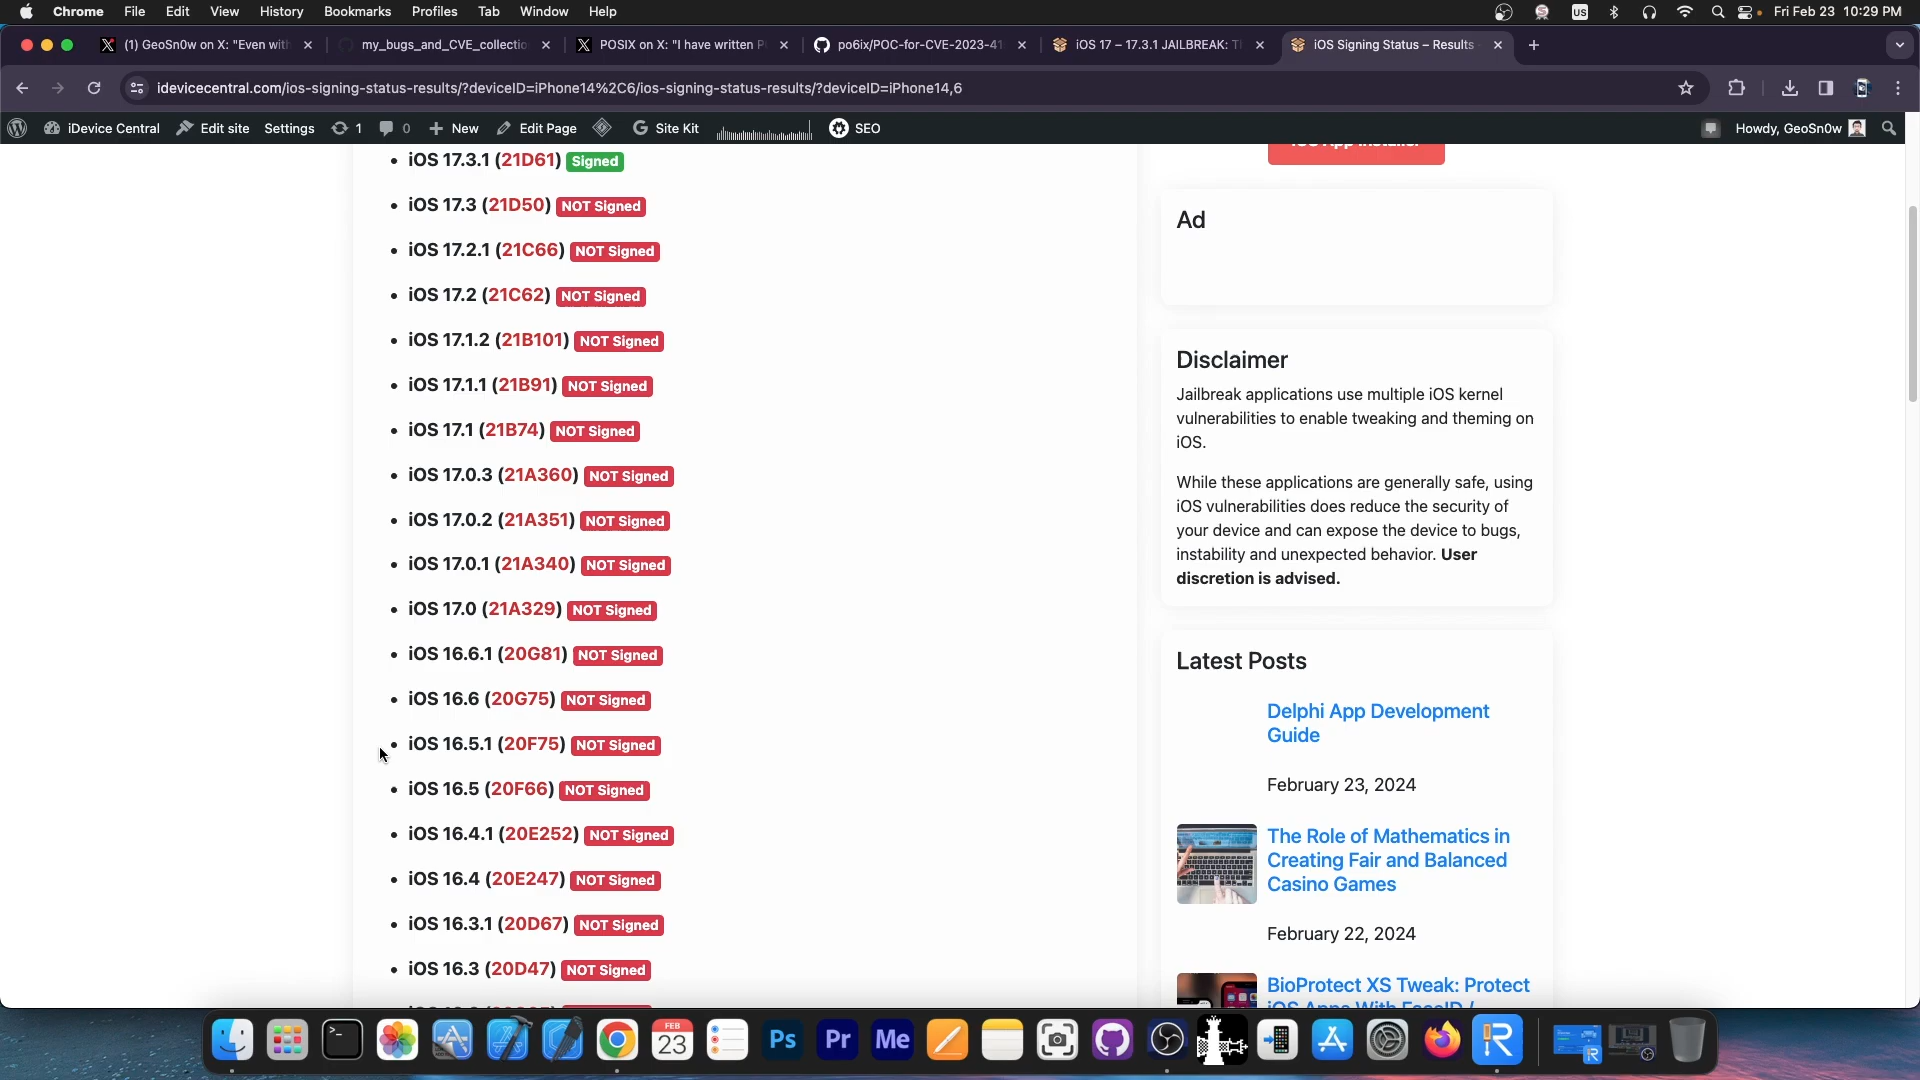 Chrome File Edit View History Bookmarks Profiles Tab Window Help US Fri Feb 23 10:29 PM
(1) GeoSn0w on X: "Even with my_bugs_and_CVE_collectio POSIX on X: "I have written P po6ix/POC-for-CVE-2023-41 iOS 17 – 17.3.1 JAILBREAK: T iOS Signing Status – Results
idevicecentral.com/ios-signing-status-results/?deviceID=iPhone14%2C6/ios-signing-status-results/?deviceID=iPhone14,6
iDevice Central Edit site Settings 1 0 New Edit Page Site Kit SEO Howdy, GeoSn0w
iOS 17.3.1 (21D61) Signed
iOS 17.3 (21D50) NOT Signed
iOS 17.2.1 (21C66) NOT Signed
iOS 17.2 (21C62) NOT Signed
iOS 17.1.2 (21B101) NOT Signed
iOS 17.1.1 (21B91) NOT Signed
iOS 17.1 (21B74) NOT Signed
iOS 17.0.3 (21A360) NOT Signed
iOS 17.0.2 (21A351) NOT Signed
iOS 17.0.1 (21A340) NOT Signed
iOS 17.0 (21A329) NOT Signed
iOS 16.6.1 (20G81) NOT Signed
iOS 16.6 (20G75) NOT Signed
iOS 16.5.1 (20F75) NOT Signed
iOS 16.5 (20F66) NOT Signed
iOS 16.4.1 (20E252) NOT Signed
iOS 16.4 (20E247) NOT Signed
iOS 16.3.1 (20D67) NOT Signed
iOS 16.3 (20D47) NOT Signed
iOS App Installer
Ad
Disclaimer
Jailbreak applications use multiple iOS kernel
vulnerabilities to enable tweaking and theming on
iOS.
While these applications are generally safe, using
iOS vulnerabilities does reduce the security of
your device and can expose the device to bugs,
instability and unexpected behavior. User
discretion is advised.
Latest Posts
Delphi App Development
Guide
February 23, 2024
The Role of Mathematics in
Creating Fair and Balanced
Casino Games
February 22, 2024
BioProtect XS Tweak: Protect
iOS Apps With FaceID /
FEB
23
Ps Pr Me